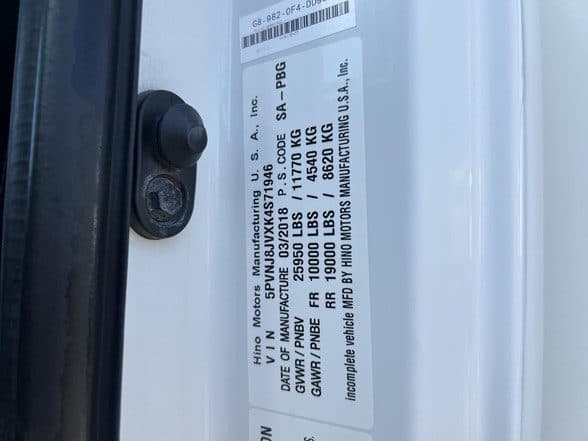 G8-982-0F4-0D9
Hino Motors Manufacturing U. S. A., Inc.
V I N 5PVNJ8JVXK4S71946
DATE OF MANUFACTURE 03/2018 P. S. CODE SA-PBG
GVWR / PNBV 25950 LBS / 11770 KG
GAWR / PNBE FR 10000 LBS / 4540 KG
RR 19000 LBS / 8620 KG
incomplete vehicle MFD BY HINO MOTORS MANUFACTURING U.S.A., Inc.